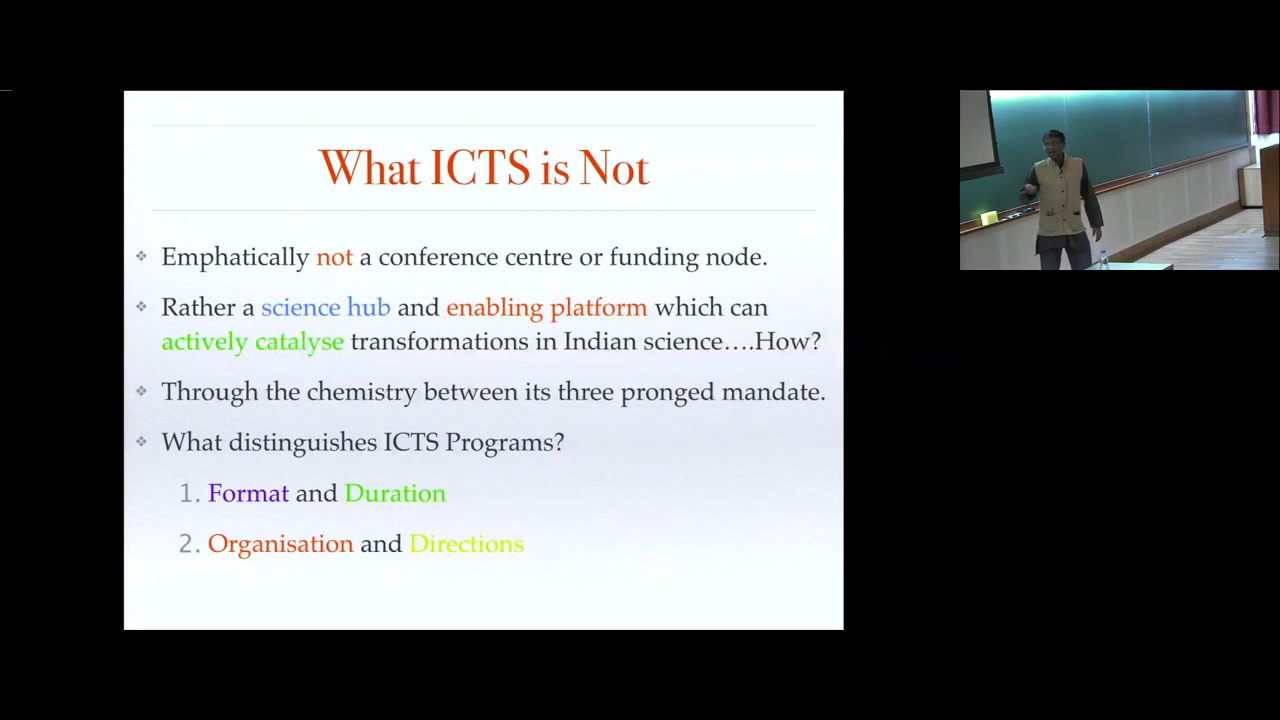 What ICTS is Not
❖ Emphatically not a conference centre or funding node.
❖ Rather a science hub and enabling platform which can
actively catalyse transformations in Indian science….How?
❖ Through the chemistry between its three pronged mandate.
❖ What distinguishes ICTS Programs?
1. Format and Duration
2. Organisation and Directions